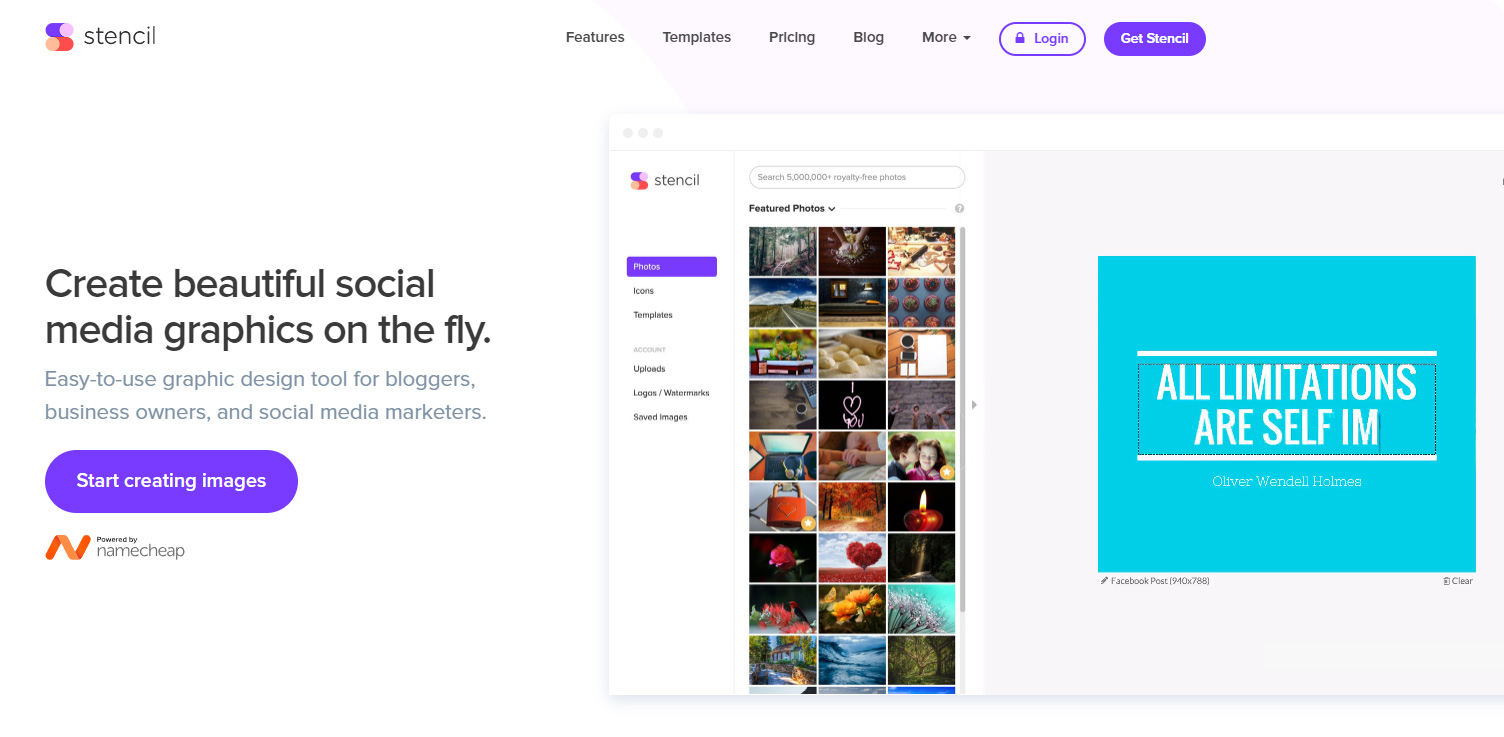 stencil
Features
Templates
Pricing
Blog
More
Login
Get Stencil
Create beautiful social
media graphics on the fly.
Easy-to-use graphic design tool for bloggers,
business owners, and social media marketers.
Start creating images
Powered by
namecheap
stencil
Photos
Icons
Templates
ACCOUNT
Uploads
Logos / Watermarks
Saved Images
Search 5,000,000+ royalty-free photos
Featured Photos
?
I
YOU
ALL LIMITATIONS
ARE SELF IM
Oliver Wendell Holmes
Facebook Post (940x788)
Clear